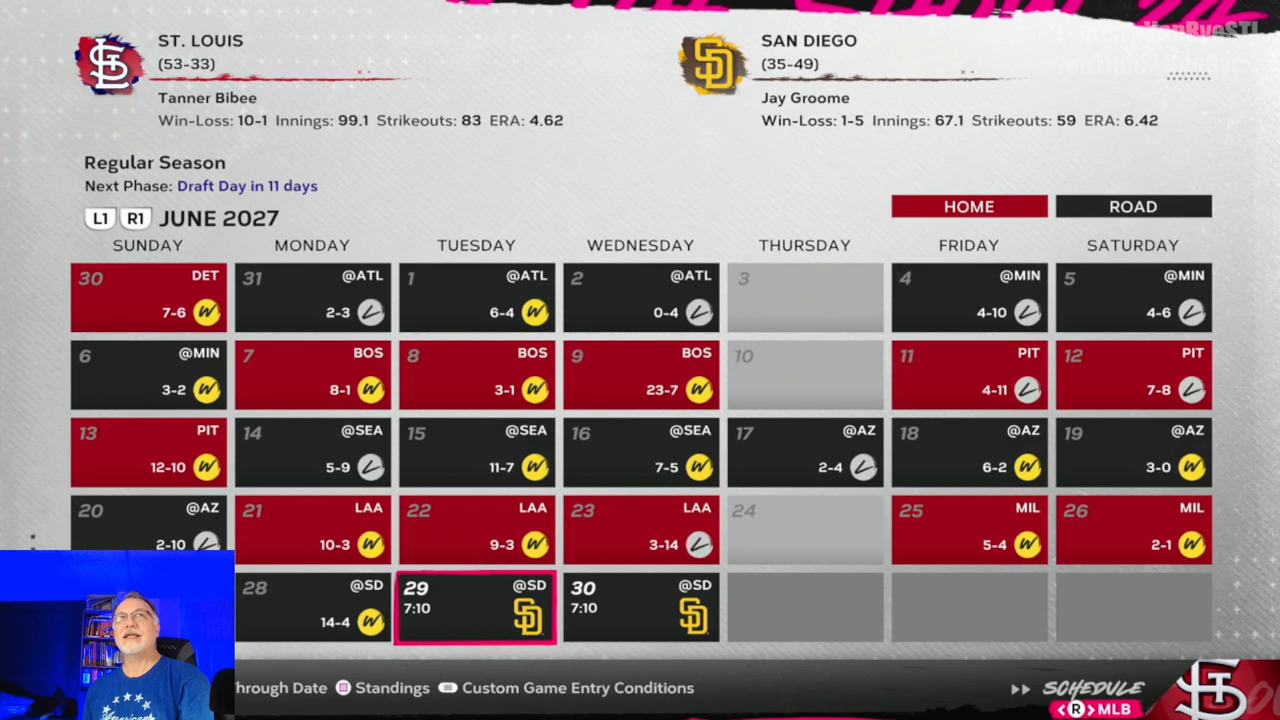 ST. LOUIS
(53-33)
Tanner Bibee
Win-Loss: 10-1 Innings: 99.1 Strikeouts: 83 ERA: 4.62
SAN DIEGO
(35-49)
Jay Groome
Win-Loss: 1-5 Innings: 67.1 Strikeouts: 59 ERA: 6.42
Regular Season
Next Phase: Draft Day in 11 days
L1 R1 JUNE 2027
HOME ROAD
SUNDAY MONDAY TUESDAY WEDNESDAY THURSDAY FRIDAY SATURDAY
30 DET 31 @ATL 1 @ATL 2 @ATL 3 4 @MIN 5 @MIN
7-6 W 2-3 L 6-4 W 0-4 L 4-10 L 4-6 L
6 @MIN 7 BOS 8 BOS 9 BOS 10 11 PIT 12 PIT
3-2 W 8-1 W 3-1 W 23-7 W 4-11 L 7-8 L
13 PIT 14 @SEA 15 @SEA 16 @SEA 17 @AZ 18 @AZ 19 @AZ
12-10 W 5-9 L 11-7 W 7-5 W 2-4 L 6-2 W 3-0 W
20 @AZ 21 LAA 22 LAA 23 LAA 24 25 MIL 26 MIL
2-10 L 10-3 W 9-3 W 3-14 L 5-4 W 2-1 W
28 @SD 29 @SD 30 @SD
14-4 W 7:10 SD 7:10 SD
hrough Date Standings Custom Game Entry Conditions
SCHEDULE
<R> MLB